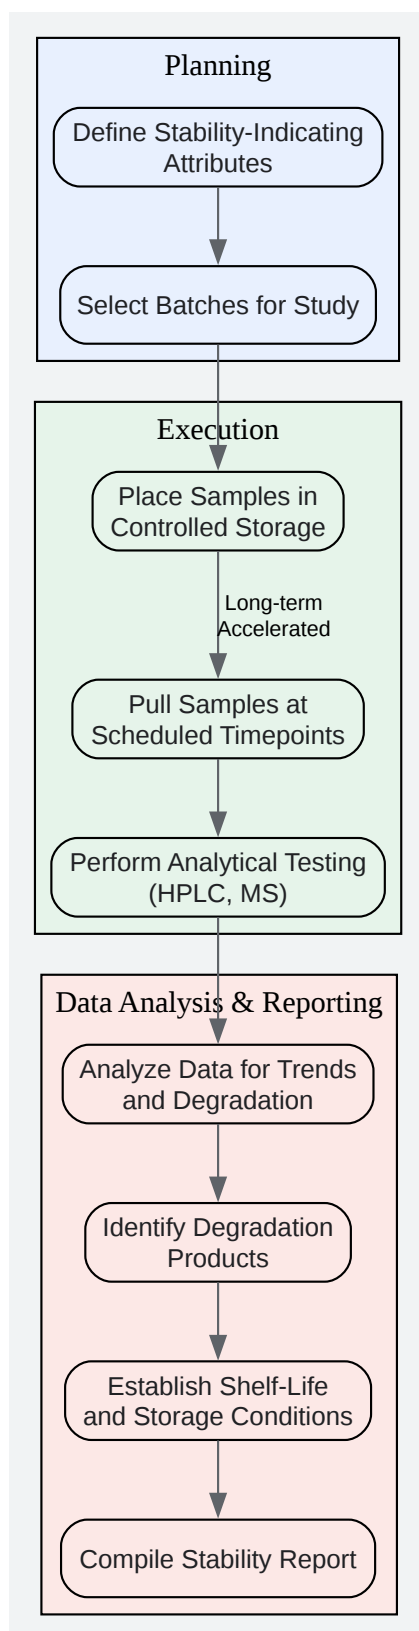 Planning
Define Stability-Indicating
Attributes
Select Batches for Study
Execution
Place Samples in
Controlled Storage
Long-term
Accelerated
Pull Samples at
Scheduled Timepoints
Perform Analytical Testing
(HPLC, MS)
Data Analysis & Reporting
Analyze Data for Trends
and Degradation
Identify Degradation
Products
Establish Shelf-Life
and Storage Conditions
Compile Stability Report